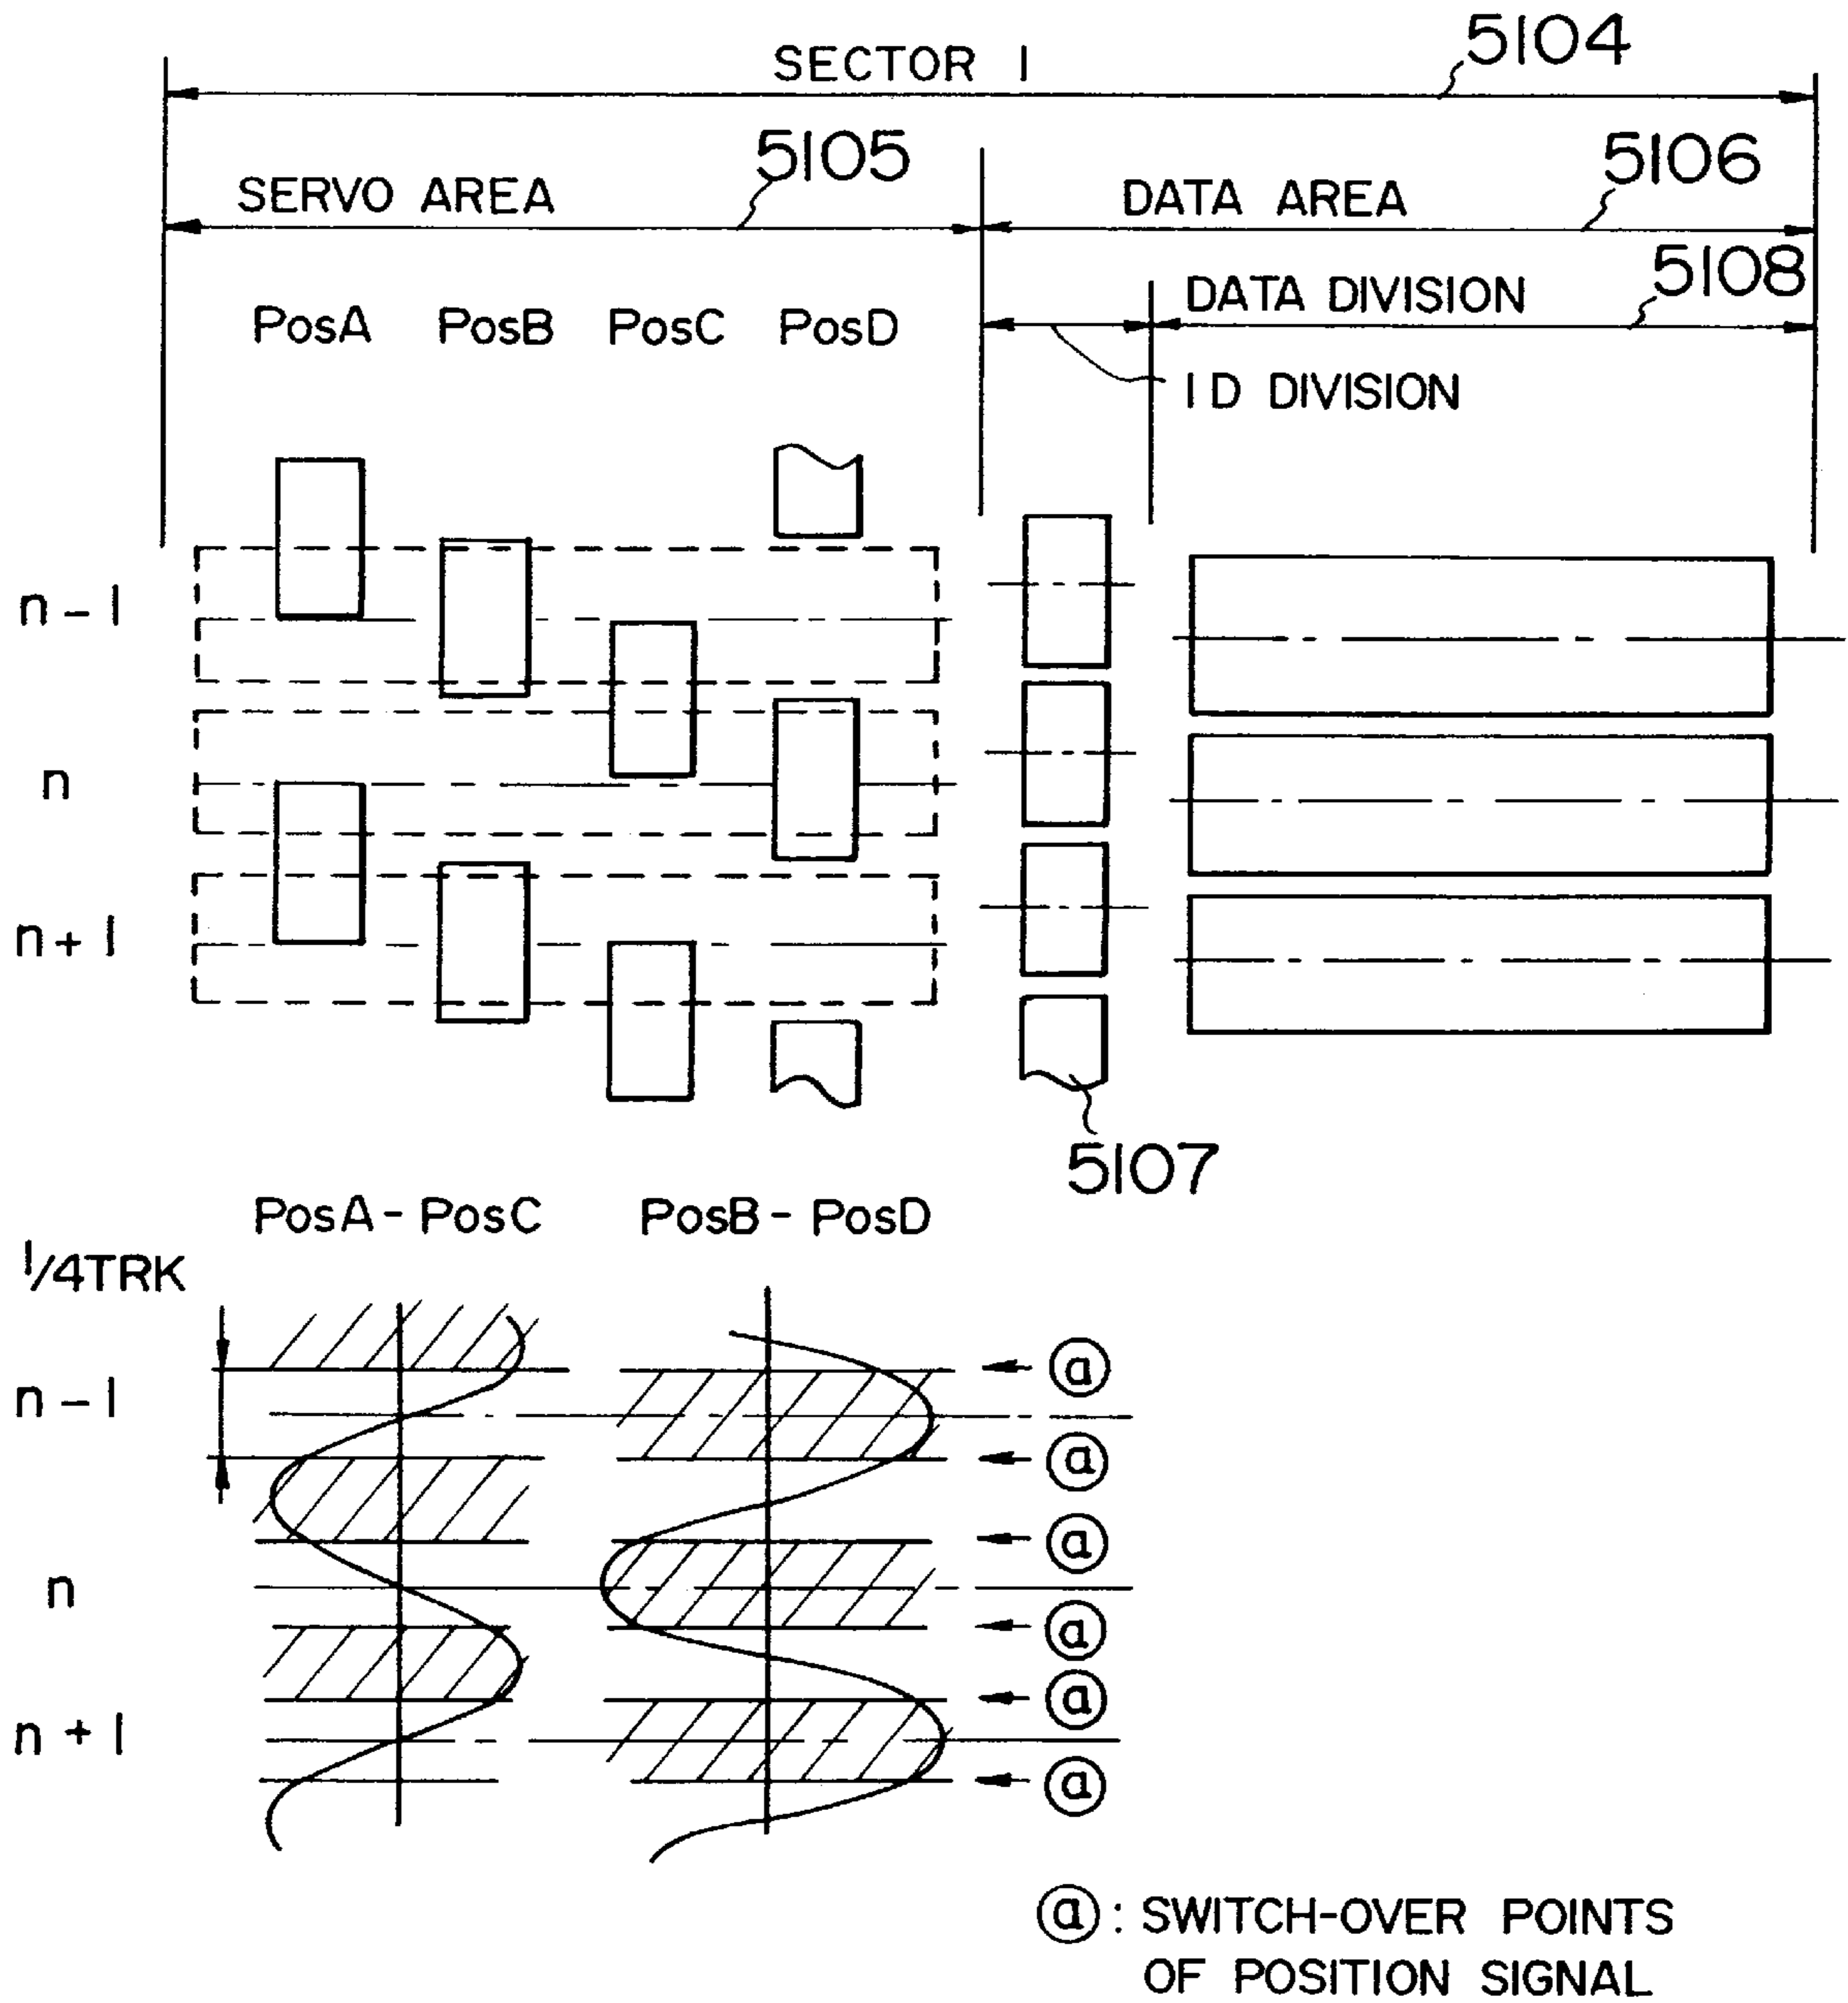 SECTOR 1 5104
SERVO AREA 5105 DATA AREA 5106
PosA PosB PosC PosD DATA DIVISION 5108
ID DIVISION
n-1
n
n+1
5107
PosA-PosC PosB-PosD
1/4TRK
a
n-1
a
a
n
a
a
n+1
a
a : SWITCH-OVER POINTS
OF POSITION SIGNAL